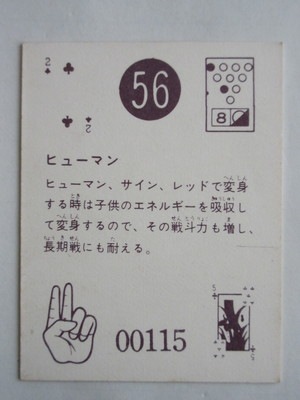 2
56
8
2
ヒューマン
ヒューマン、サイン、レッドで変身
する時は子供のエネルギーを吸収し
て変身するので、その戦斗力も増し、
長期戦にも耐える。
00115